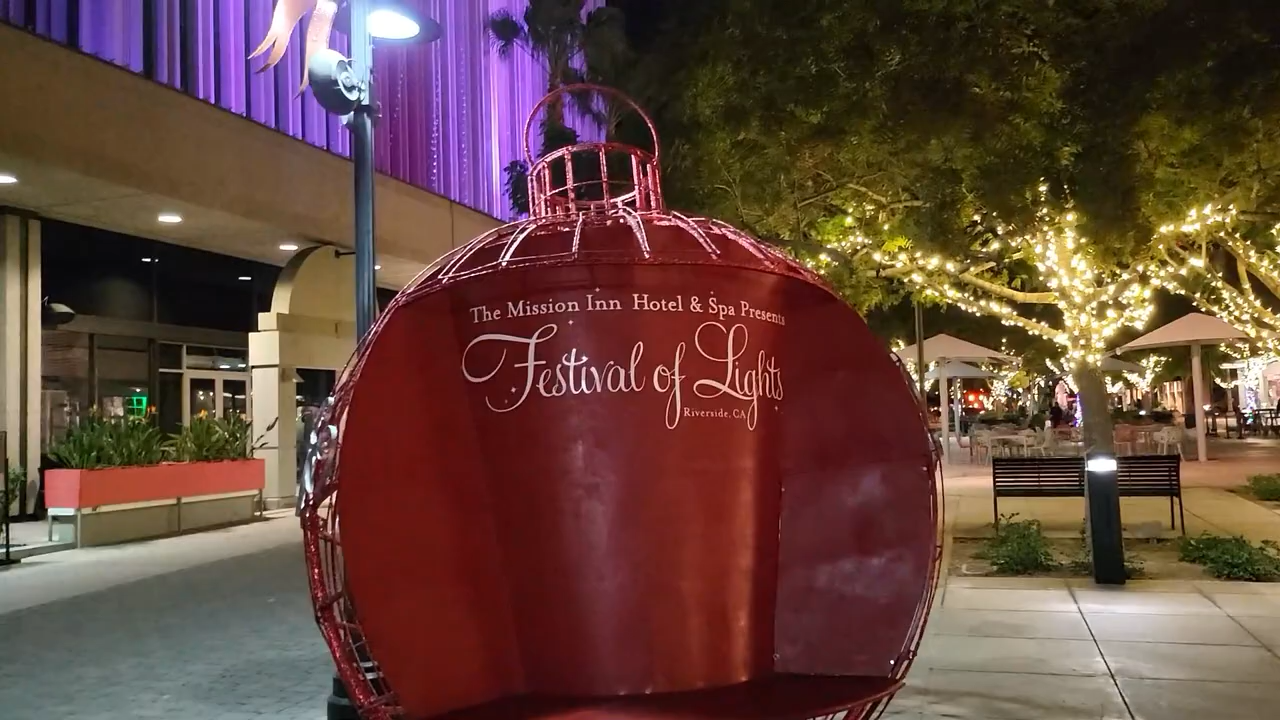 The Mission Inn Hotel & Spa Presents
Festival of Lights
Riverside, CA